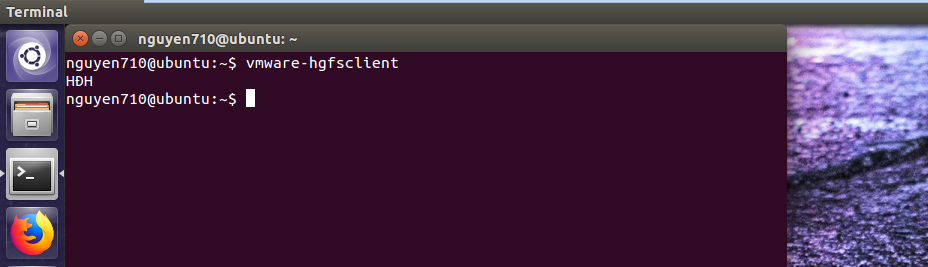 Terminal
nguyen710@ubuntu: ~
nguyen710@ubuntu:~$ vmware-hgfsclient
HĐH
nguyen710@ubuntu:~$